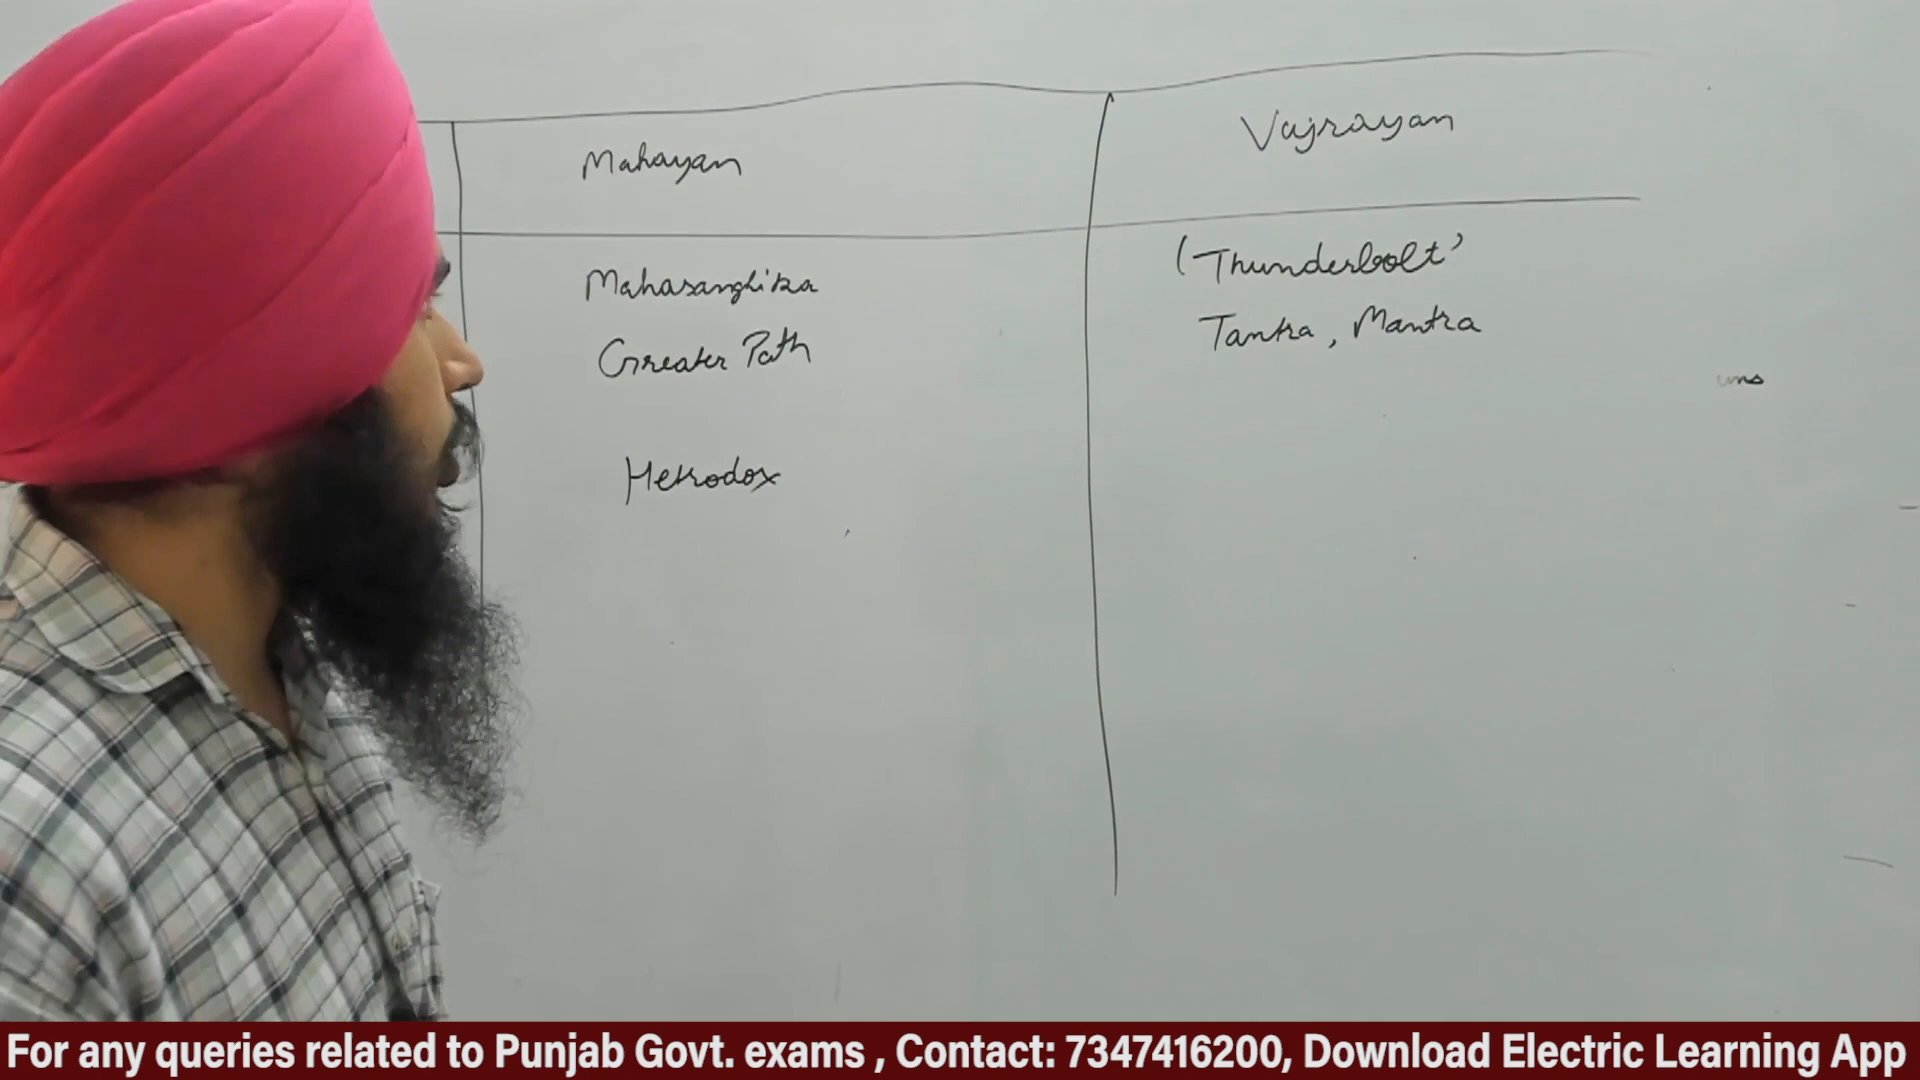 Mahayan
Vajrayan
Mahasanghika
(Thunderbolt'
Greater Path
Tantra, Mantra
Hetrodox
For any queries related to Punjab Govt. exams , Contact: 7347416200, Download Electric Learning App